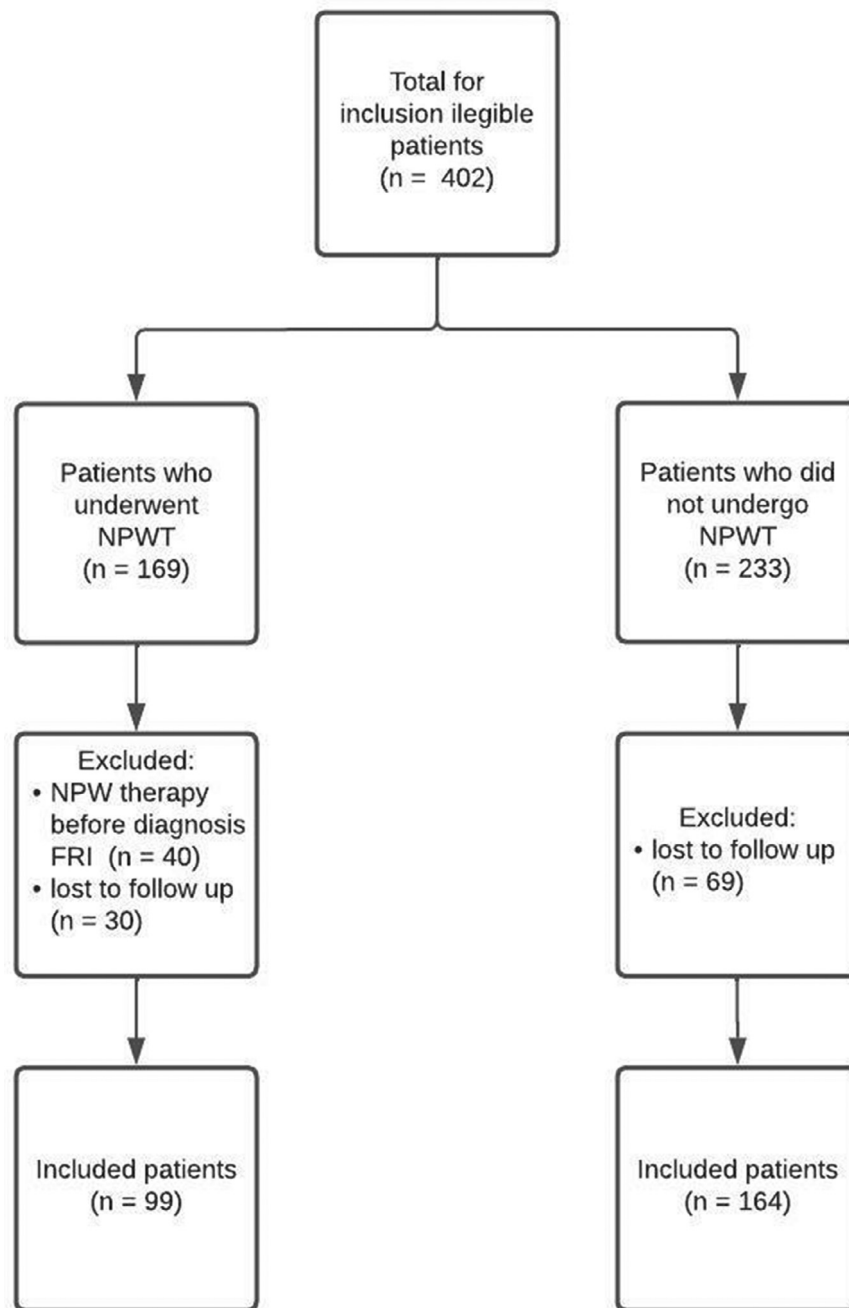 Total for
inclusion ilegible
patients
(n = 402)
Patients who
underwent
NPWT
(n = 169)
Patients who did
not undergo
NPWT
(n = 233)
Excluded:
• NPW therapy
before diagnosis
FRI (n = 40)
• lost to follow up
(n = 30)
Excluded:
• lost to follow up
(n = 69)
Included patients
(n = 99)
Included patients
(n = 164)